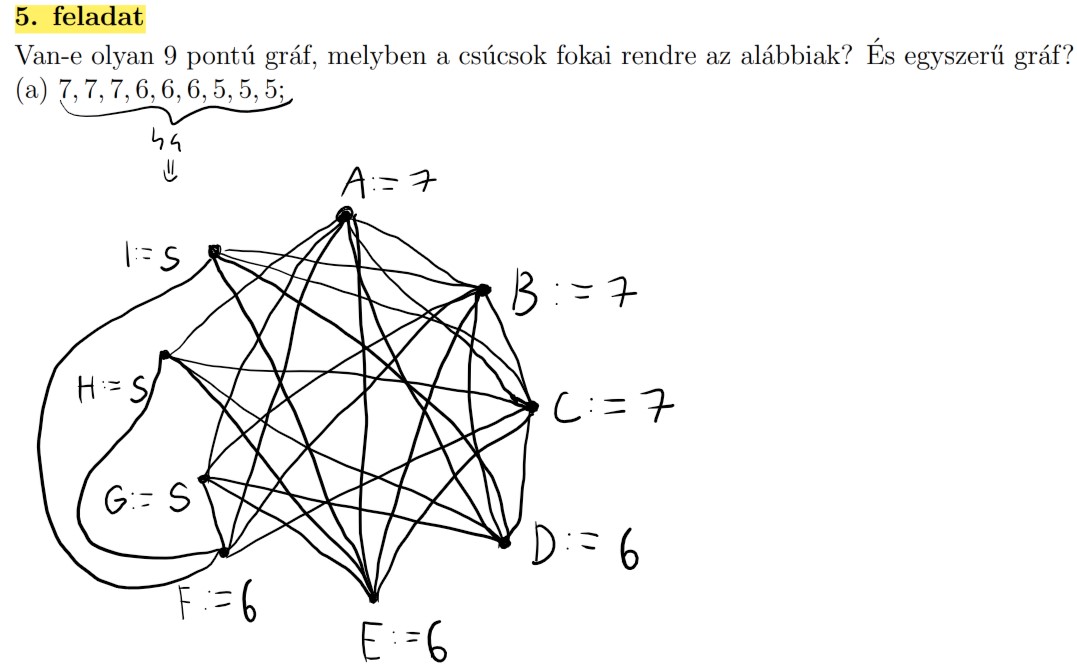 5. feladat
Van-e olyan 9 pontú gráf, melyben a csúcsok fokai rendre az alábbiak? És egyszerű gráf?
(a) 7, 7, 7, 6, 6, 6, 5, 5, 5;
54
⇓
A:=7
I:=5
B:=7
H:=5
C:=7
G:=5
D:=6
F:=6
E:=6